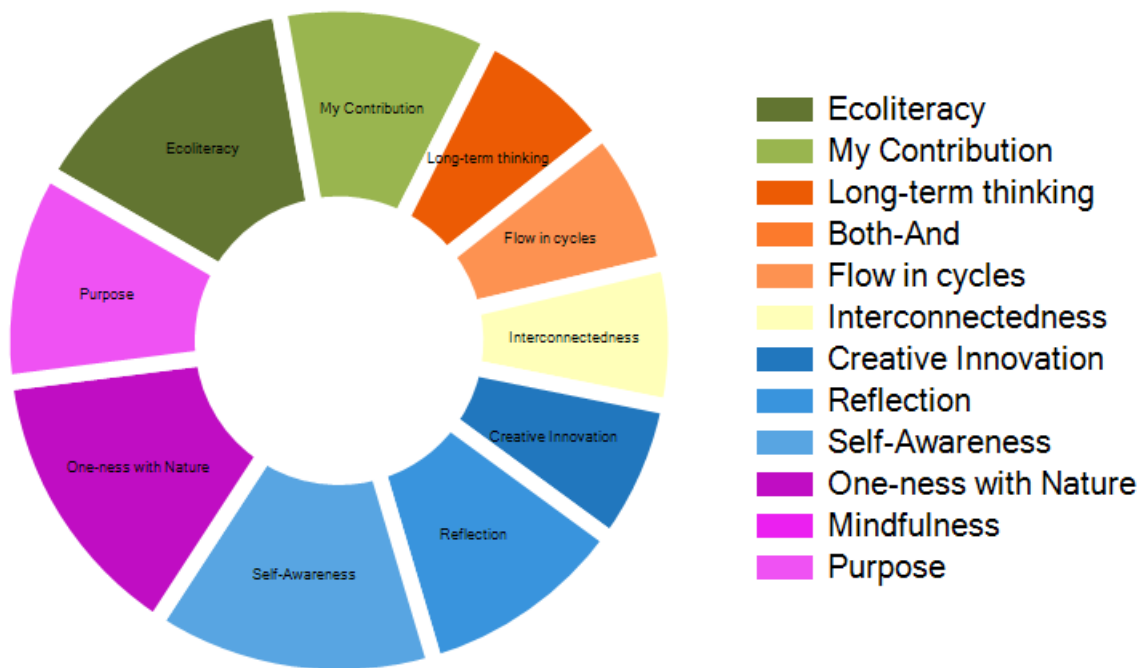 My Contribution
Ecoliteracy
Long-term thinking
Flow in cycles
Purpose
Interconnectedness
Creative Innovation
One-ness with Nature
Reflection
Self-Awareness
Ecoliteracy
My Contribution
Long-term thinking
Both-And
Flow in cycles
Interconnectedness
Creative Innovation
Reflection
Self-Awareness
One-ness with Nature
Mindfulness
Purpose